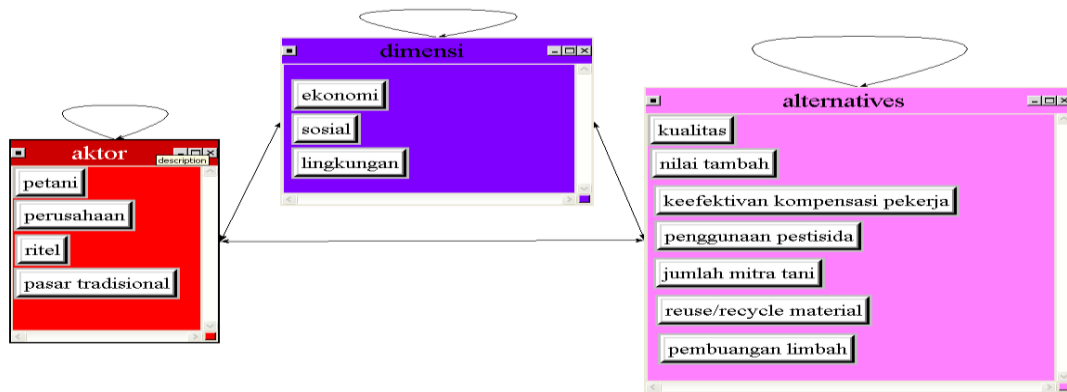 dimensi
ekonomi
sosial
lingkungan
alternatives
kualitas
nilai tambah
keefektivan kompensasi pekerja
penggunaan pestisida
jumlah mitra tani
reuse/recycle material
pembuangan limbah
aktor
description
petani
perusahaan
ritel
pasar tradisional